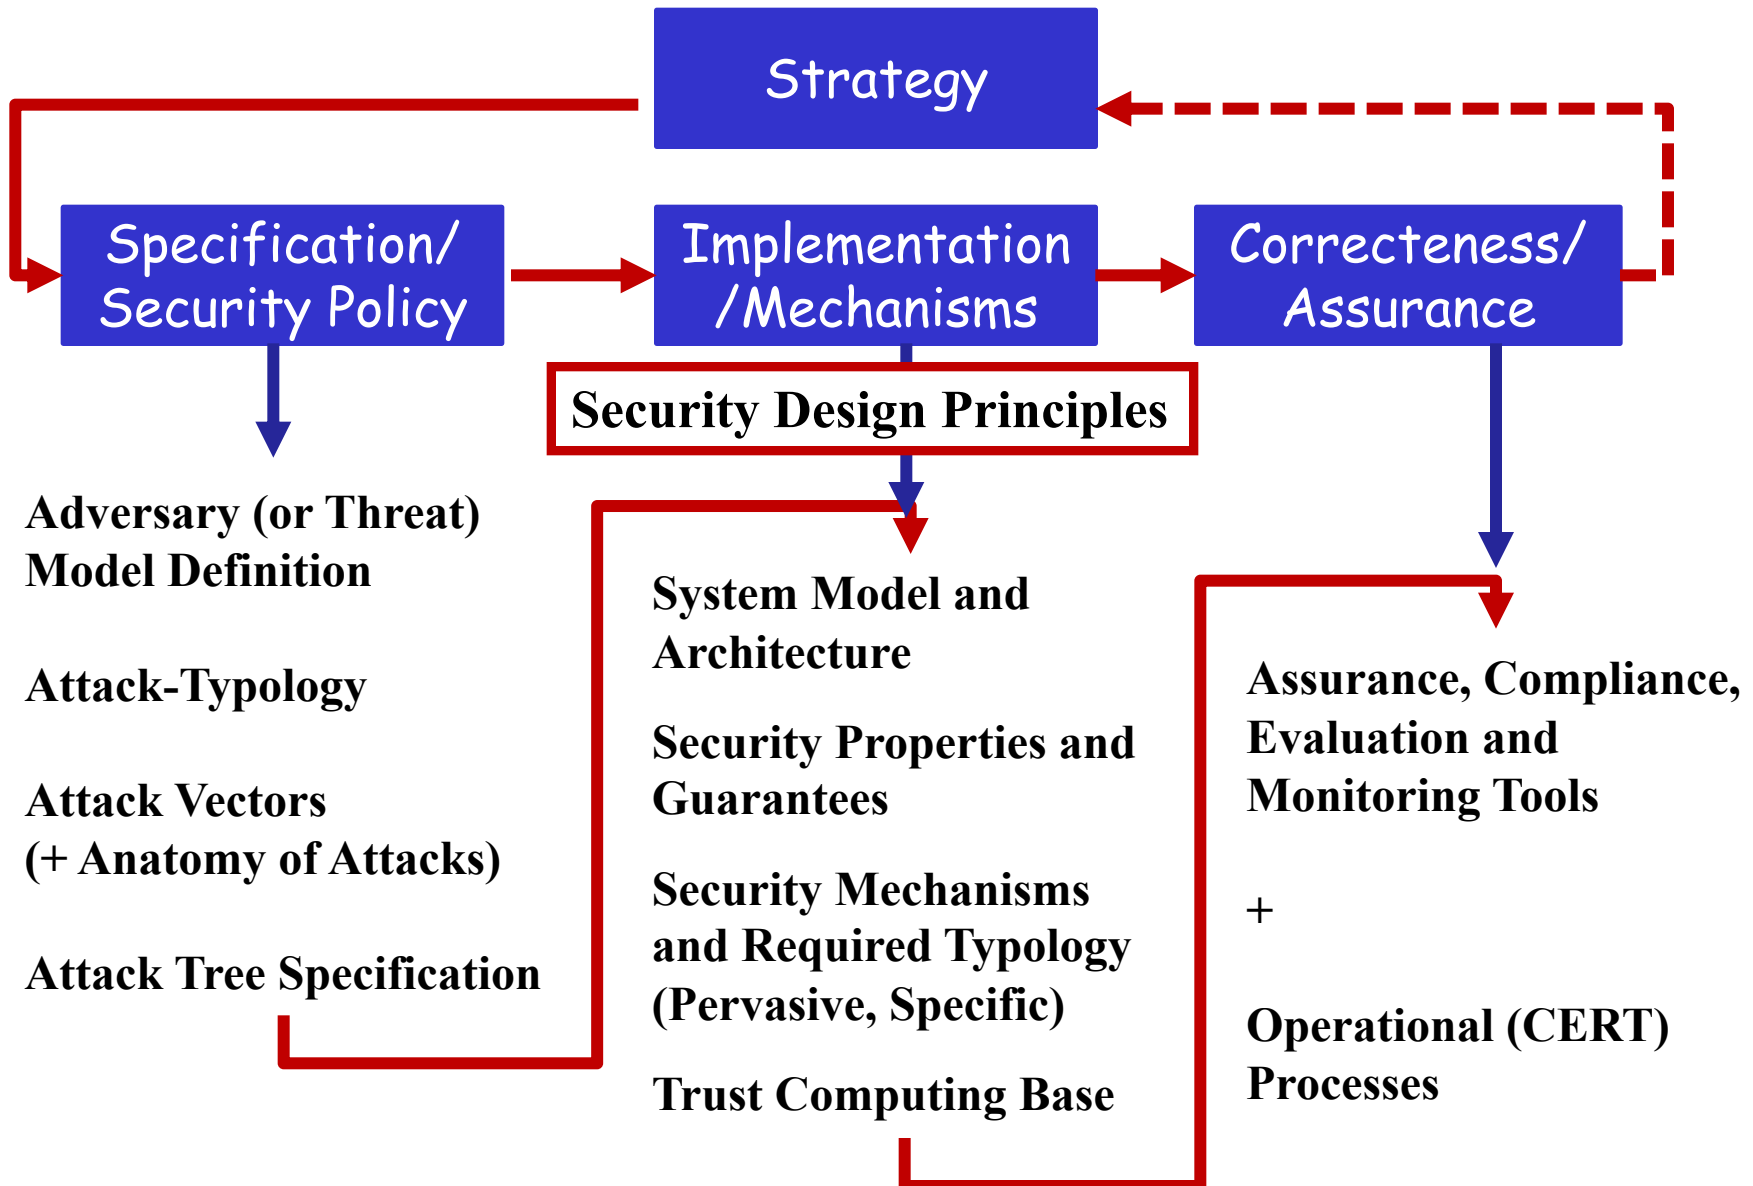 Strategy
Specification/
Security Policy
Implementation
/Mechanisms
Correcteness/
Assurance
Security Design Principles
Adversary (or Threat)
Model Definition
Attack-Typology
Attack Vectors
(+ Anatomy of Attacks)
Attack Tree Specification
System Model and
Architecture
Security Properties and
Guarantees
Security Mechanisms
and Required Typology
(Pervasive, Specific)
Trust Computing Base
Assurance, Compliance,
Evaluation and
Monitoring Tools
+
Operational (CERT)
Processes